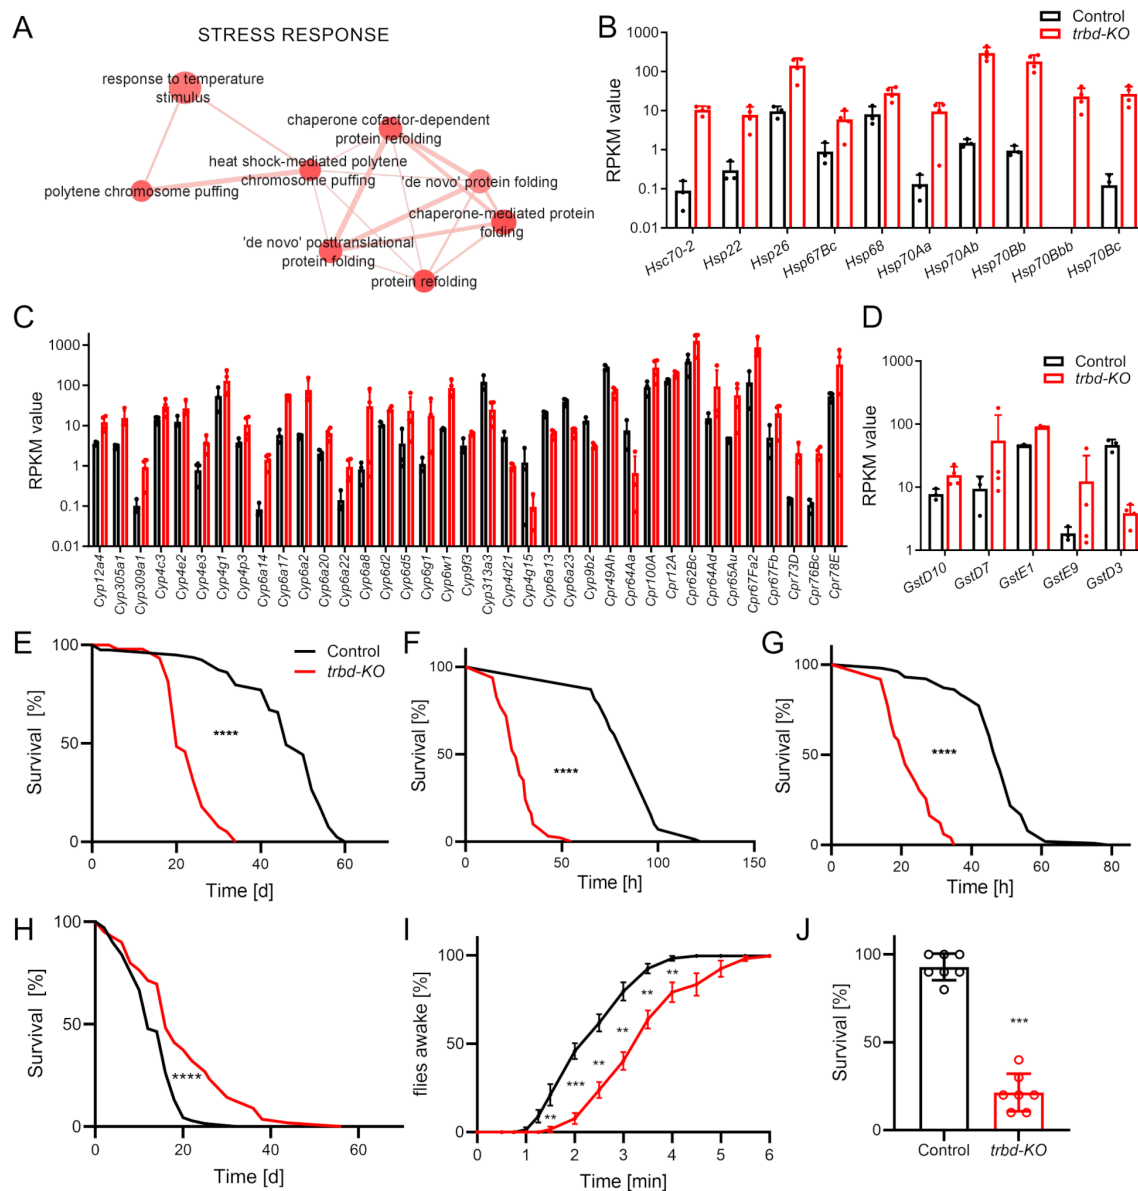 A
STRESS RESPONSE
response to temperature
stimulus
chaperone cofactor-dependent
protein refolding
heat shock-mediated polytene
chromosome puffing
'de novo' protein folding
polytene chromosome puffing
chaperone-mediated protein
folding
'de novo' posttranslational
protein folding
protein refolding
B
Control
trbd-KO
RPKM value
1000
100
10
1
0.1
0.01
Hsc70-2
Hsp22
Hsp26
Hsp67Bc
Hsp68
Hsp70Aa
Hsp70Ab
Hsp70Bb
Hsp70Bbb
Hsp70Bc
C
RPKM value
1000
100
10
1
0.1
0.01
Cyp12a4
Cyp305a1
Cyp309a1
Cyp4c3
Cyp4e2
Cyp4e3
Cyp4g1
Cyp4p3
Cyp6a14
Cyp6a17
Cyp6a2
Cyp6a20
Cyp6a22
Cyp6a8
Cyp6d2
Cyp6d5
Cyp6g1
Cyp6w1
Cyp9f3
Cyp313a3
Cyp4d21
Cyp4g15
Cyp6a13
Cyp6a23
Cyp9b2
Cpr49Ah
Cpr64Aa
Cpr100A
Cpr12A
Cpr62Bc
Cpr64Ad
Cpr65Au
Cpr67Fa2
Cpr67Fb
Cpr73D
Cpr76Bc
Cpr78E
D
Control
trbd-KO
RPKM value
1000
100
10
1
GstD10
GstD7
GstE1
GstE9
GstD3
E
Control
trbd-KO
Survival [%]
100
50
0
****
0
20
40
60
Time [d]
F
Survival [%]
100
50
0
****
0
50
100
150
Time [h]
G
Survival [%]
100
50
0
****
0
20
40
60
80
Time [h]
H
Survival [%]
100
50
0
****
0
20
40
60
Time [d]
I
flies awake [%]
100
50
0
**
***
**
**
**
**
0
1
2
3
4
5
6
Time [min]
J
Survival [%]
100
50
0
***
Control
trbd-KO